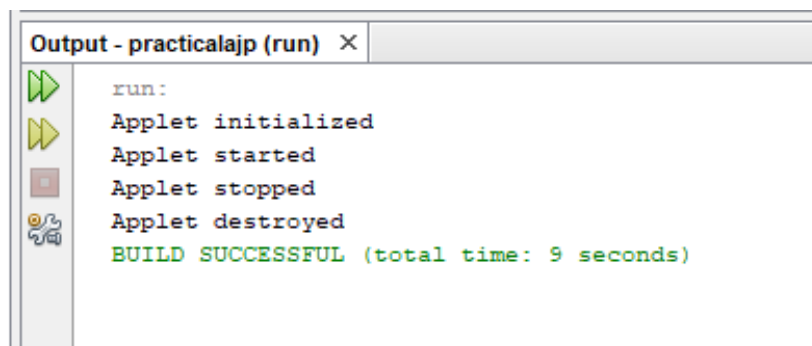 Output - practicalajp (run) ×
run:
Applet initialized
Applet started
Applet stopped
Applet destroyed
BUILD SUCCESSFUL (total time: 9 seconds)